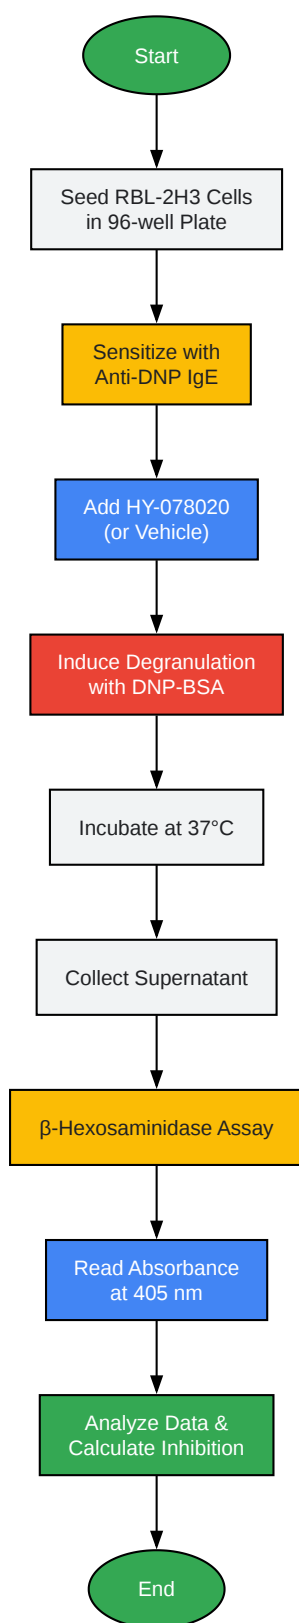 Start
Seed RBL-2H3 Cells
in 96-well Plate
Sensitize with
Anti-DNP IgE
Add HY-078020
(or Vehicle)
Induce Degranulation
with DNP-BSA
Incubate at 37°C
Collect Supernatant
β-Hexosaminidase Assay
Read Absorbance
at 405 nm
Analyze Data &
Calculate Inhibition
End